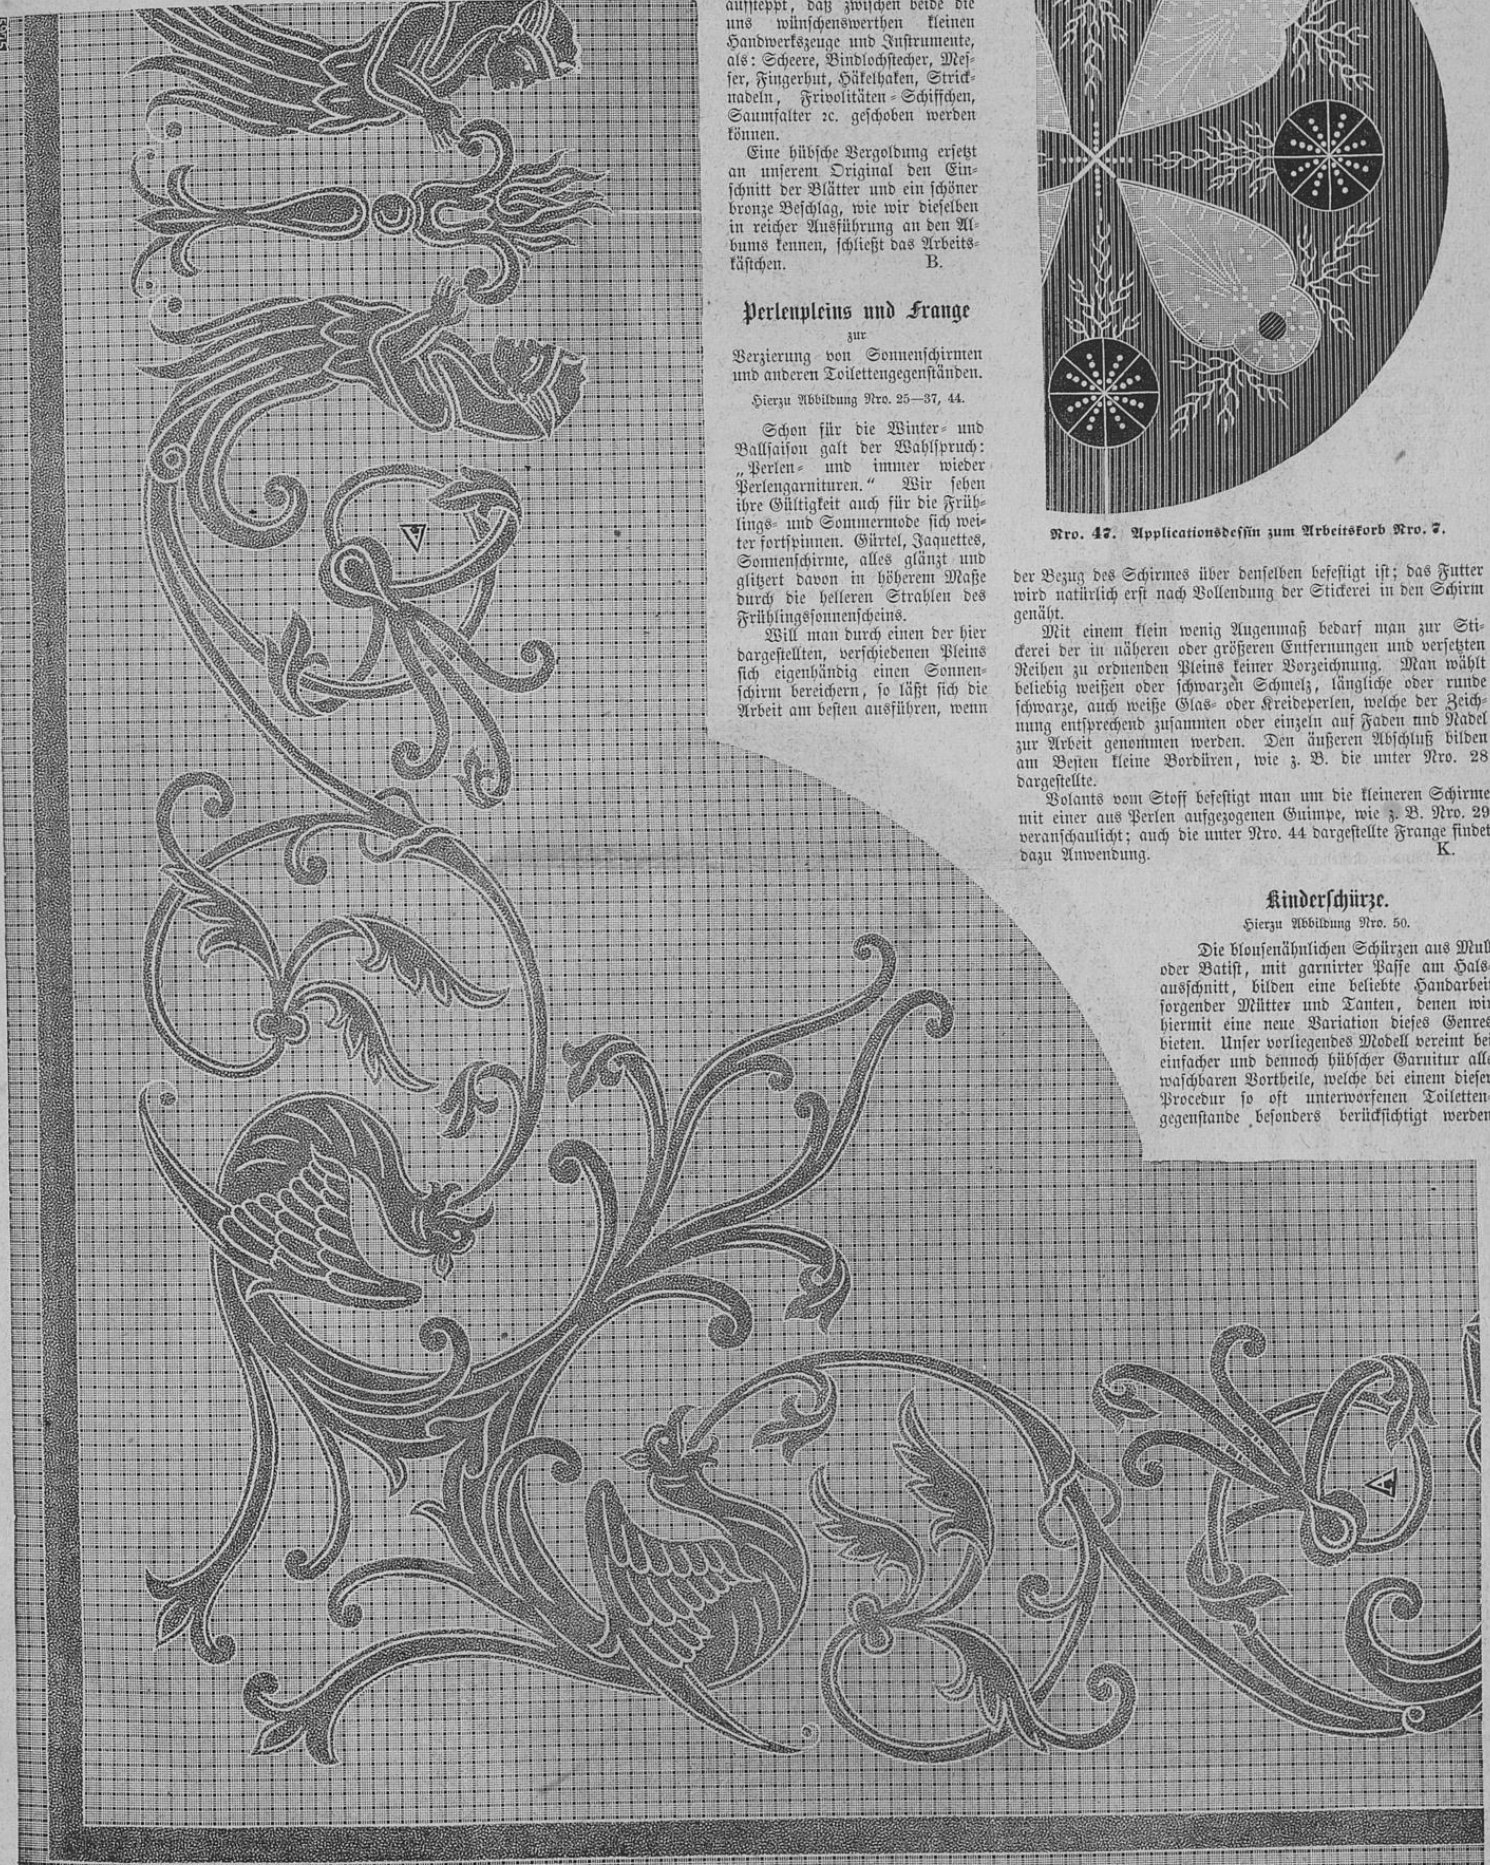 aufsteppt, daß zwischen beide die
uns wünschenswerthen kleinen
Handwerkszeuge und Instrumente,
als: Scheere, Bindlochstecher, Mes-
ser, Fingerhut, Häkelhaken, Strick-
nadeln, Frivolitäten-Schiffchen,
Saumfalter ꝛc. geschoben werden
können.
Eine hübsche Vergoldung ersetzt
an unserem Original den Ein-
schnitt der Blätter und ein schöner
bronze Beschlag, wie wir dieselben
in reicher Ausführung an den Al-
bums kennen, schließt das Arbeits-
kästchen. B.
Perlenpleins und Frange
zur
Verzierung von Sonnenschirmen
und anderen Toilettengegenständen.
Hierzu Abbildung Nro. 25—37, 44.
Schon für die Winter- und
Ballsaison galt der Wahlspruch:
„Perlen- und immer wieder
Perlengarnituren.“ Wir sehen
ihre Gültigkeit auch für die Früh-
lings- und Sommermode sich wei-
ter fortspinnen. Gürtel, Jaquettes,
Sonnenschirme, alles glänzt und
glitzert davon in höherem Maße
durch die helleren Strahlen des
Frühlingssonnenscheins.
Will man durch einen der hier
dargestellten, verschiedenen Pleins
sich eigenhändig einen Sonnen-
schirm bereichern, so läßt sich die
Arbeit am besten ausführen, wenn
Nro. 47. Applicationsdessin zum Arbeitskorb Nro. 7.
der Bezug des Schirmes über denselben befestigt ist; das Futter
wird natürlich erst nach Vollendung der Stickerei in den Schirm
genäht.
Mit einem klein wenig Augenmaß bedarf man zur Sti-
ckerei der in näheren oder größeren Entfernungen und versetzten
Reihen zu ordnenden Pleins keiner Vorzeichnung. Man wählt
beliebig weißen oder schwarzen Schmelz, längliche oder runde
schwarze, auch weiße Glas- oder Kreideperlen, welche der Zeich-
nung entsprechend zusammen oder einzeln auf Faden und Nadel
zur Arbeit genommen werden. Den äußeren Abschluß bilden
am Besten kleine Bordüren, wie z. B. die unter Nro. 28
dargestellte.
Volants vom Stoff befestigt man um die kleineren Schirme
mit einer aus Perlen aufgezogenen Guimpe, wie z. B. Nro. 29
veranschaulicht; auch die unter Nro. 44 dargestellte Frange findet
dazu Anwendung. K.
Kinderschürze.
Hierzu Abbildung Nro. 50.
Die blousenähnlichen Schürzen aus Mull
oder Batist, mit garnirter Passe am Hals-
ausschnitt, bilden eine beliebte Handarbeit
sorgender Mütter und Tanten, denen wir
hiermit eine neue Variation dieses Genres
bieten. Unser vorliegendes Modell vereint bei
einfacher und dennoch hübscher Garnitur alle
waschbaren Vortheile, welche bei einem dieser
Procedur so oft unterworfenen Toiletten-
gegenstande besonders berücksichtigt werden